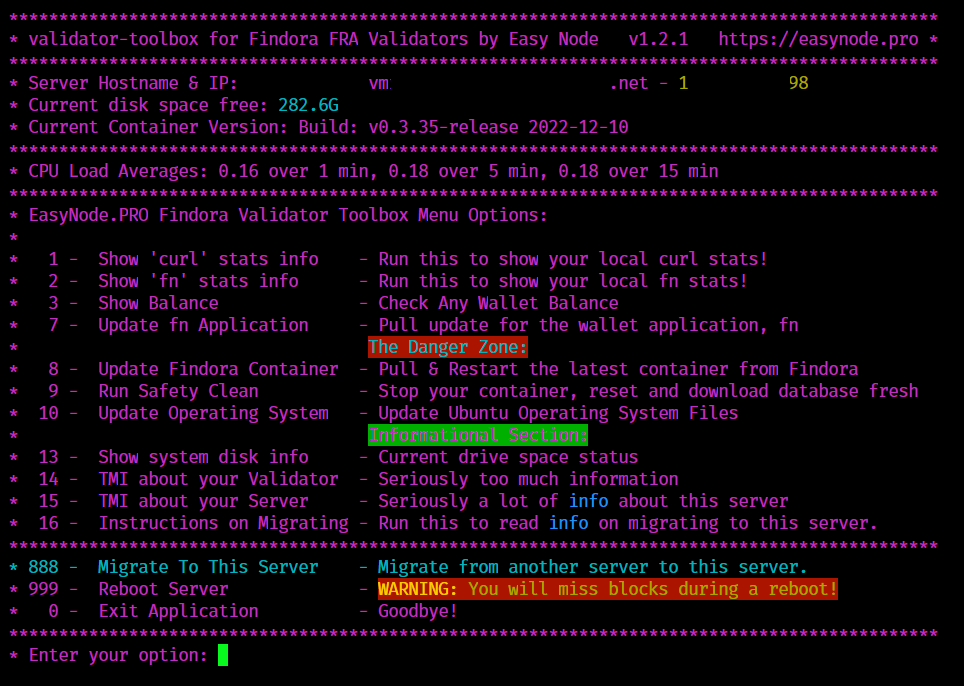 *********************************************************************************************
* validator-toolbox for Findora FRA Validators by Easy Node   v1.2.1   https://easynode.pro *
*********************************************************************************************
* Server Hostname & IP:             vm                      .net - 1          98
* Current disk space free: 282.6G
* Current Container Version: Build: v0.3.35-release 2022-12-10
*********************************************************************************************
* CPU Load Averages: 0.16 over 1 min, 0.18 over 5 min, 0.18 over 15 min
*********************************************************************************************
* EasyNode.PRO Findora Validator Toolbox Menu Options:
*
*   1 -  Show 'curl' stats info    - Run this to show your local curl stats!
*   2 -  Show 'fn' stats info      - Run this to show your local fn stats!
*   3 -  Show Balance              - Check Any Wallet Balance
*   7 -  Update fn Application     - Pull update for the wallet application, fn
*                                   The Danger Zone:
*   8 -  Update Findora Container  - Pull & Restart the latest container from Findora
*   9 -  Run Safety Clean          - Stop your container, reset and download database fresh
*  10 -  Update Operating System   - Update Ubuntu Operating System Files
*                                   Informational Section:
*  13 -  Show system disk info     - Current drive space status
*  14 -  TMI about your Validator  - Seriously too much information
*  15 -  TMI about your Server     - Seriously a lot of info about this server
*  16 -  Instructions on Migrating - Run this to read info on migrating to this server.
*********************************************************************************************
* 888 -  Migrate To This Server    - Migrate from another server to this server.
* 999 -  Reboot Server             - WARNING: You will miss blocks during a reboot!
*   0 -  Exit Application          - Goodbye!
*********************************************************************************************
* Enter your option: